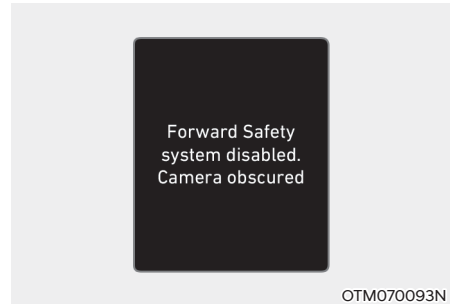 Forward Safety
system disabled.
Camera obscured
OTM070093N